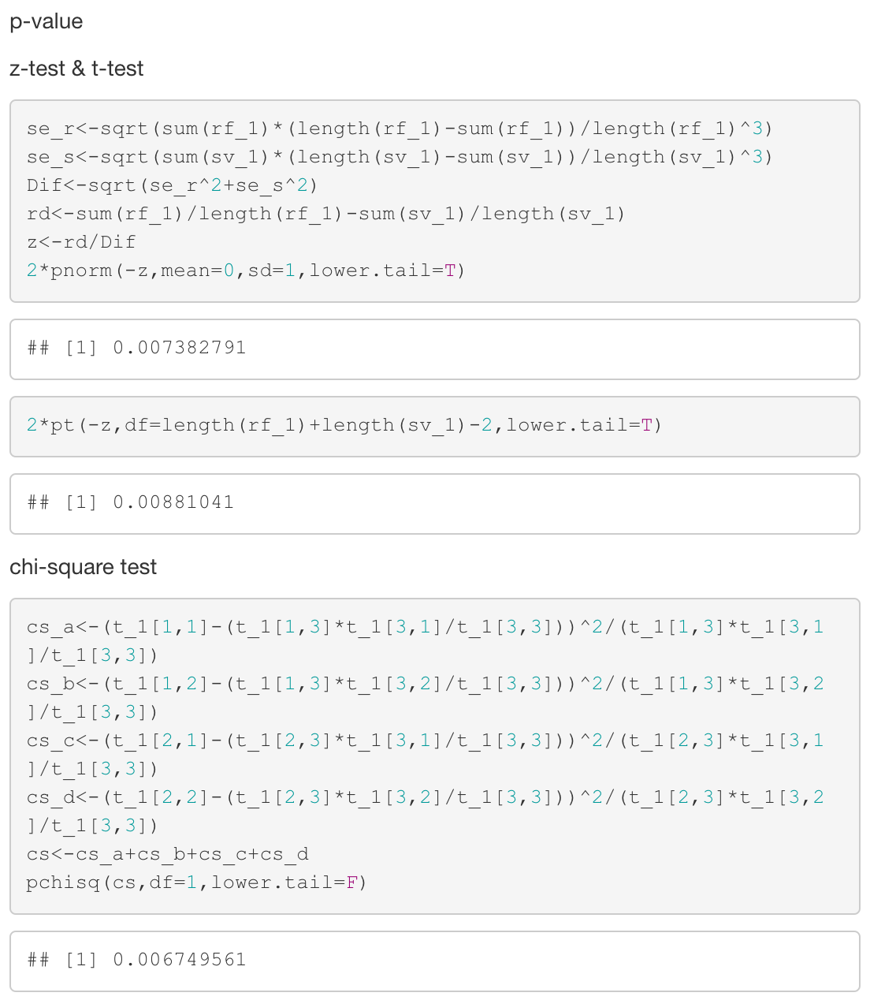 p-value
z-test & t-test
se_r<-sqrt(sum(rf_1)*(length(rf_1)-sum(rf_1))/length(rf_1)^3)
se_s<-sqrt(sum(sv_1)*(length(sv_1)-sum(sv_1))/length(sv_1)^3)
Dif<-sqrt(se_r^2+se_s^2)
rd<-sum(rf_1)/length(rf_1)-sum(sv_1)/length(sv_1)
z<-rd/Dif
2*pnorm(-z,mean=0,sd=1,lower.tail=T)
## [1] 0.007382791
2*pt(-z,df=length(rf_1)+length(sv_1)-2,lower.tail=T)
## [1] 0.00881041
chi-square test
cs_a<-(t_1[1,1]-(t_1[1,3]*t_1[3,1]/t_1[3,3]))^2/(t_1[1,3]*t_1[3,1
]/t_1[3,3])
cs_b<-(t_1[1,2]-(t_1[1,3]*t_1[3,2]/t_1[3,3]))^2/(t_1[1,3]*t_1[3,2
]/t_1[3,3])
cs_c<-(t_1[2,1]-(t_1[2,3]*t_1[3,1]/t_1[3,3]))^2/(t_1[2,3]*t_1[3,1
]/t_1[3,3])
cs_d<-(t_1[2,2]-(t_1[2,3]*t_1[3,2]/t_1[3,3]))^2/(t_1[2,3]*t_1[3,2
]/t_1[3,3])
cs<-cs_a+cs_b+cs_c+cs_d
pchisq(cs,df=1,lower.tail=F)
## [1] 0.006749561